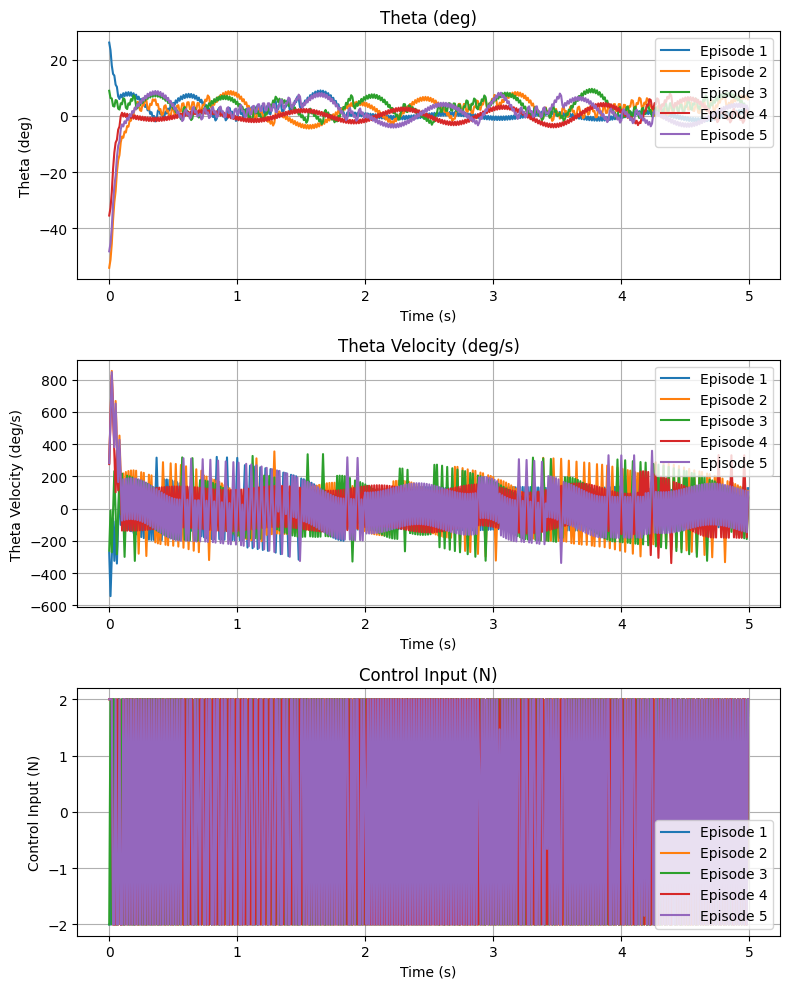 Theta (deg)
Theta (deg)
20
0
−20
−40
0 1 2 3 4 5
Time (s)
Episode 1
Episode 2
Episode 3
Episode 4
Episode 5
Theta Velocity (deg/s)
Theta Velocity (deg/s)
800
600
400
200
0
−200
−400
−600
0 1 2 3 4 5
Time (s)
Episode 1
Episode 2
Episode 3
Episode 4
Episode 5
Control Input (N)
Control Input (N)
2
1
0
−1
−2
0 1 2 3 4 5
Time (s)
Episode 1
Episode 2
Episode 3
Episode 4
Episode 5